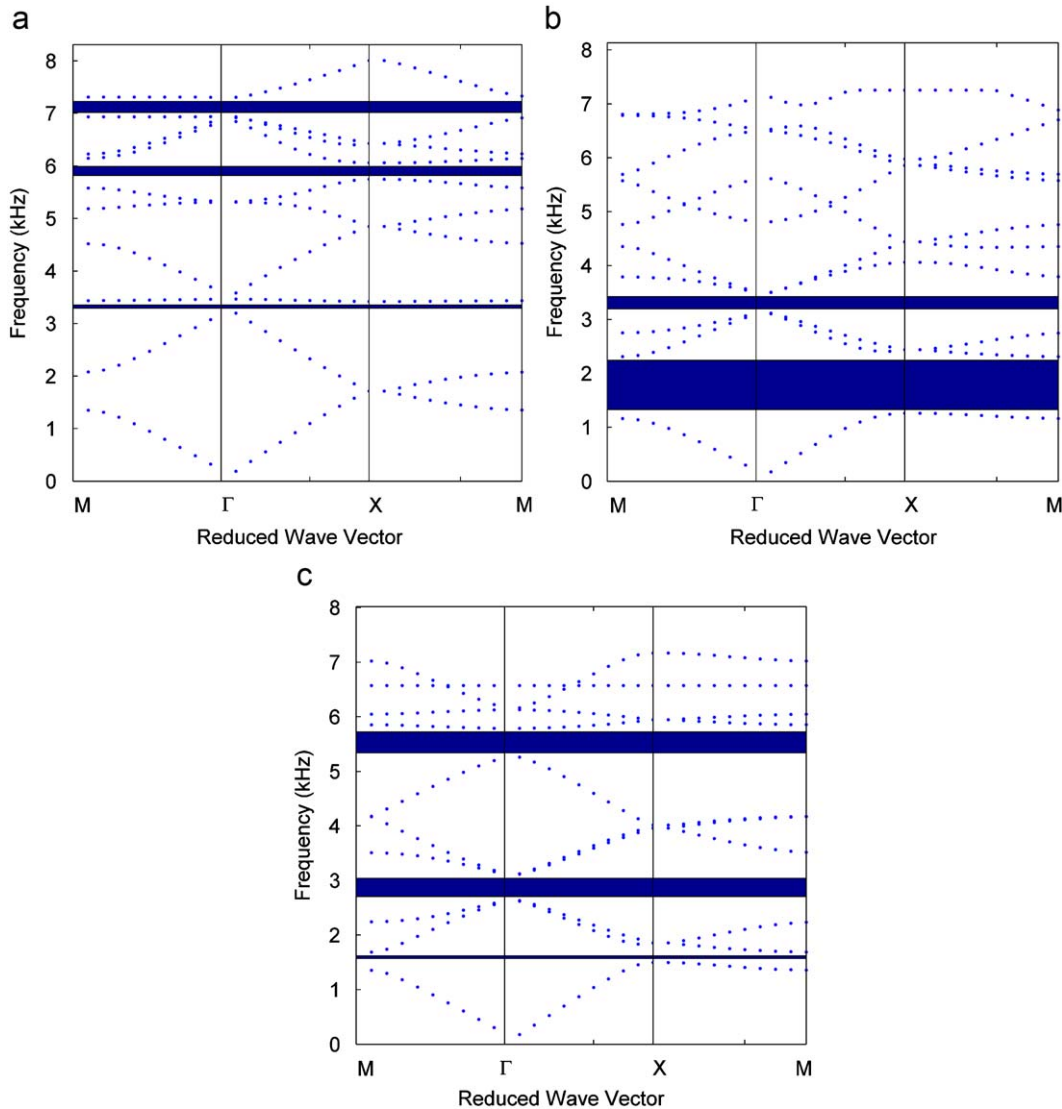 a
8
7
6
5
4
3
2
1
0
Frequency (kHz)
M Γ X M
Reduced Wave Vector
b
8
7
6
5
4
3
2
1
0
Frequency (kHz)
M Γ X M
Reduced Wave Vector
c
8
7
6
5
4
3
2
1
0
Frequency (kHz)
M Γ X M
Reduced Wave Vector